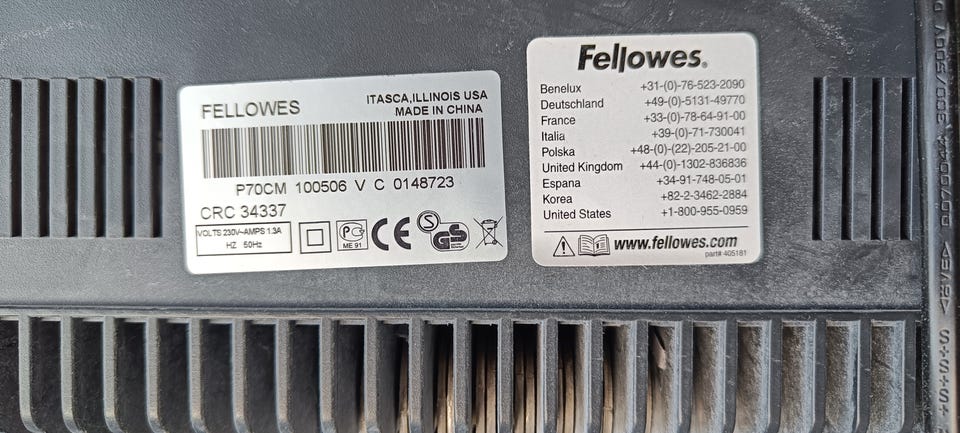 FELLOWES
ITASCA,ILLINOIS USA
MADE IN CHINA
P70CM 100506 V C 0148723
CRC 34337
VOLTS 230V~AMPS 1.3A
HZ 50Hz
ME 91
CE
S
GS
Fellowes®
Benelux +31-(0)-76-523-2090
Deutschland +49-(0)-5131-49770
France +33-(0)-78-64-91-00
Italia +39-(0)-71-730041
Polska +48-(0)-(22)-205-21-00
United Kingdom +44-(0)-1302-836836
Espana +34-91-748-05-01
Korea +82-2-3462-2884
United States +1-800-955-0959
www.fellowes.com
part# 405181
300/500V
S+S+S+